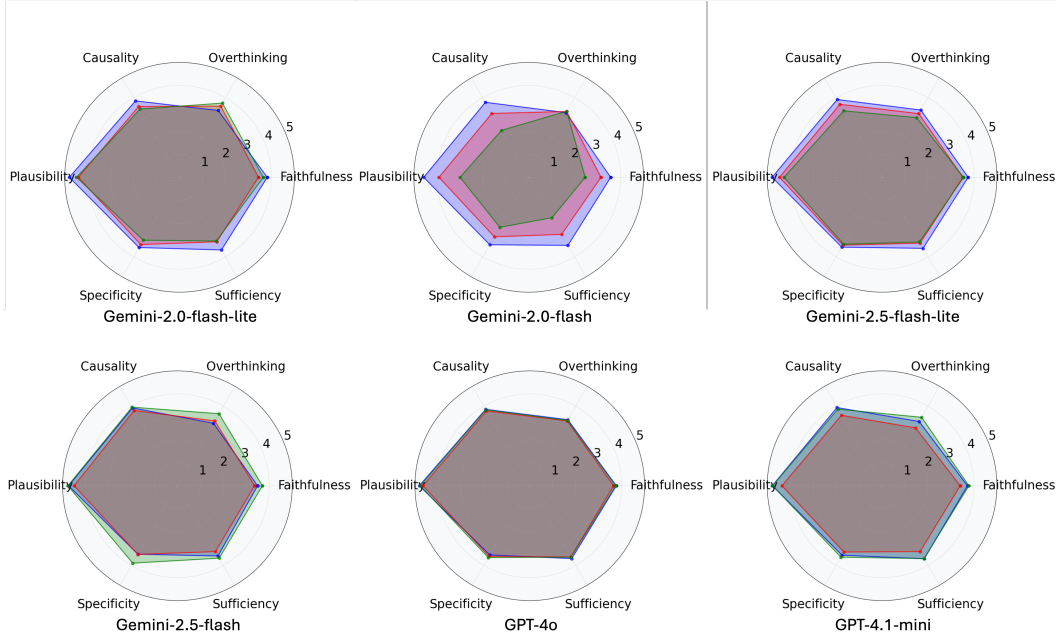 Causality Overthinking
1 2 3 4 5
Plausibility Faithfulness
Specificity Sufficiency
Gemini-2.0-flash-lite
Causality Overthinking
1 2 3 4 5
Plausibility Faithfulness
Specificity Sufficiency
Gemini-2.0-flash
Causality Overthinking
1 2 3 4 5
Plausibility Faithfulness
Specificity Sufficiency
Gemini-2.5-flash-lite
Causality Overthinking
1 2 3 4 5
Plausibility Faithfulness
Specificity Sufficiency
Gemini-2.5-flash
Causality Overthinking
1 2 3 4 5
Plausibility Faithfulness
Specificity Sufficiency
GPT-4o
Causality Overthinking
1 2 3 4 5
Plausibility Faithfulness
Specificity Sufficiency
GPT-4.1-mini